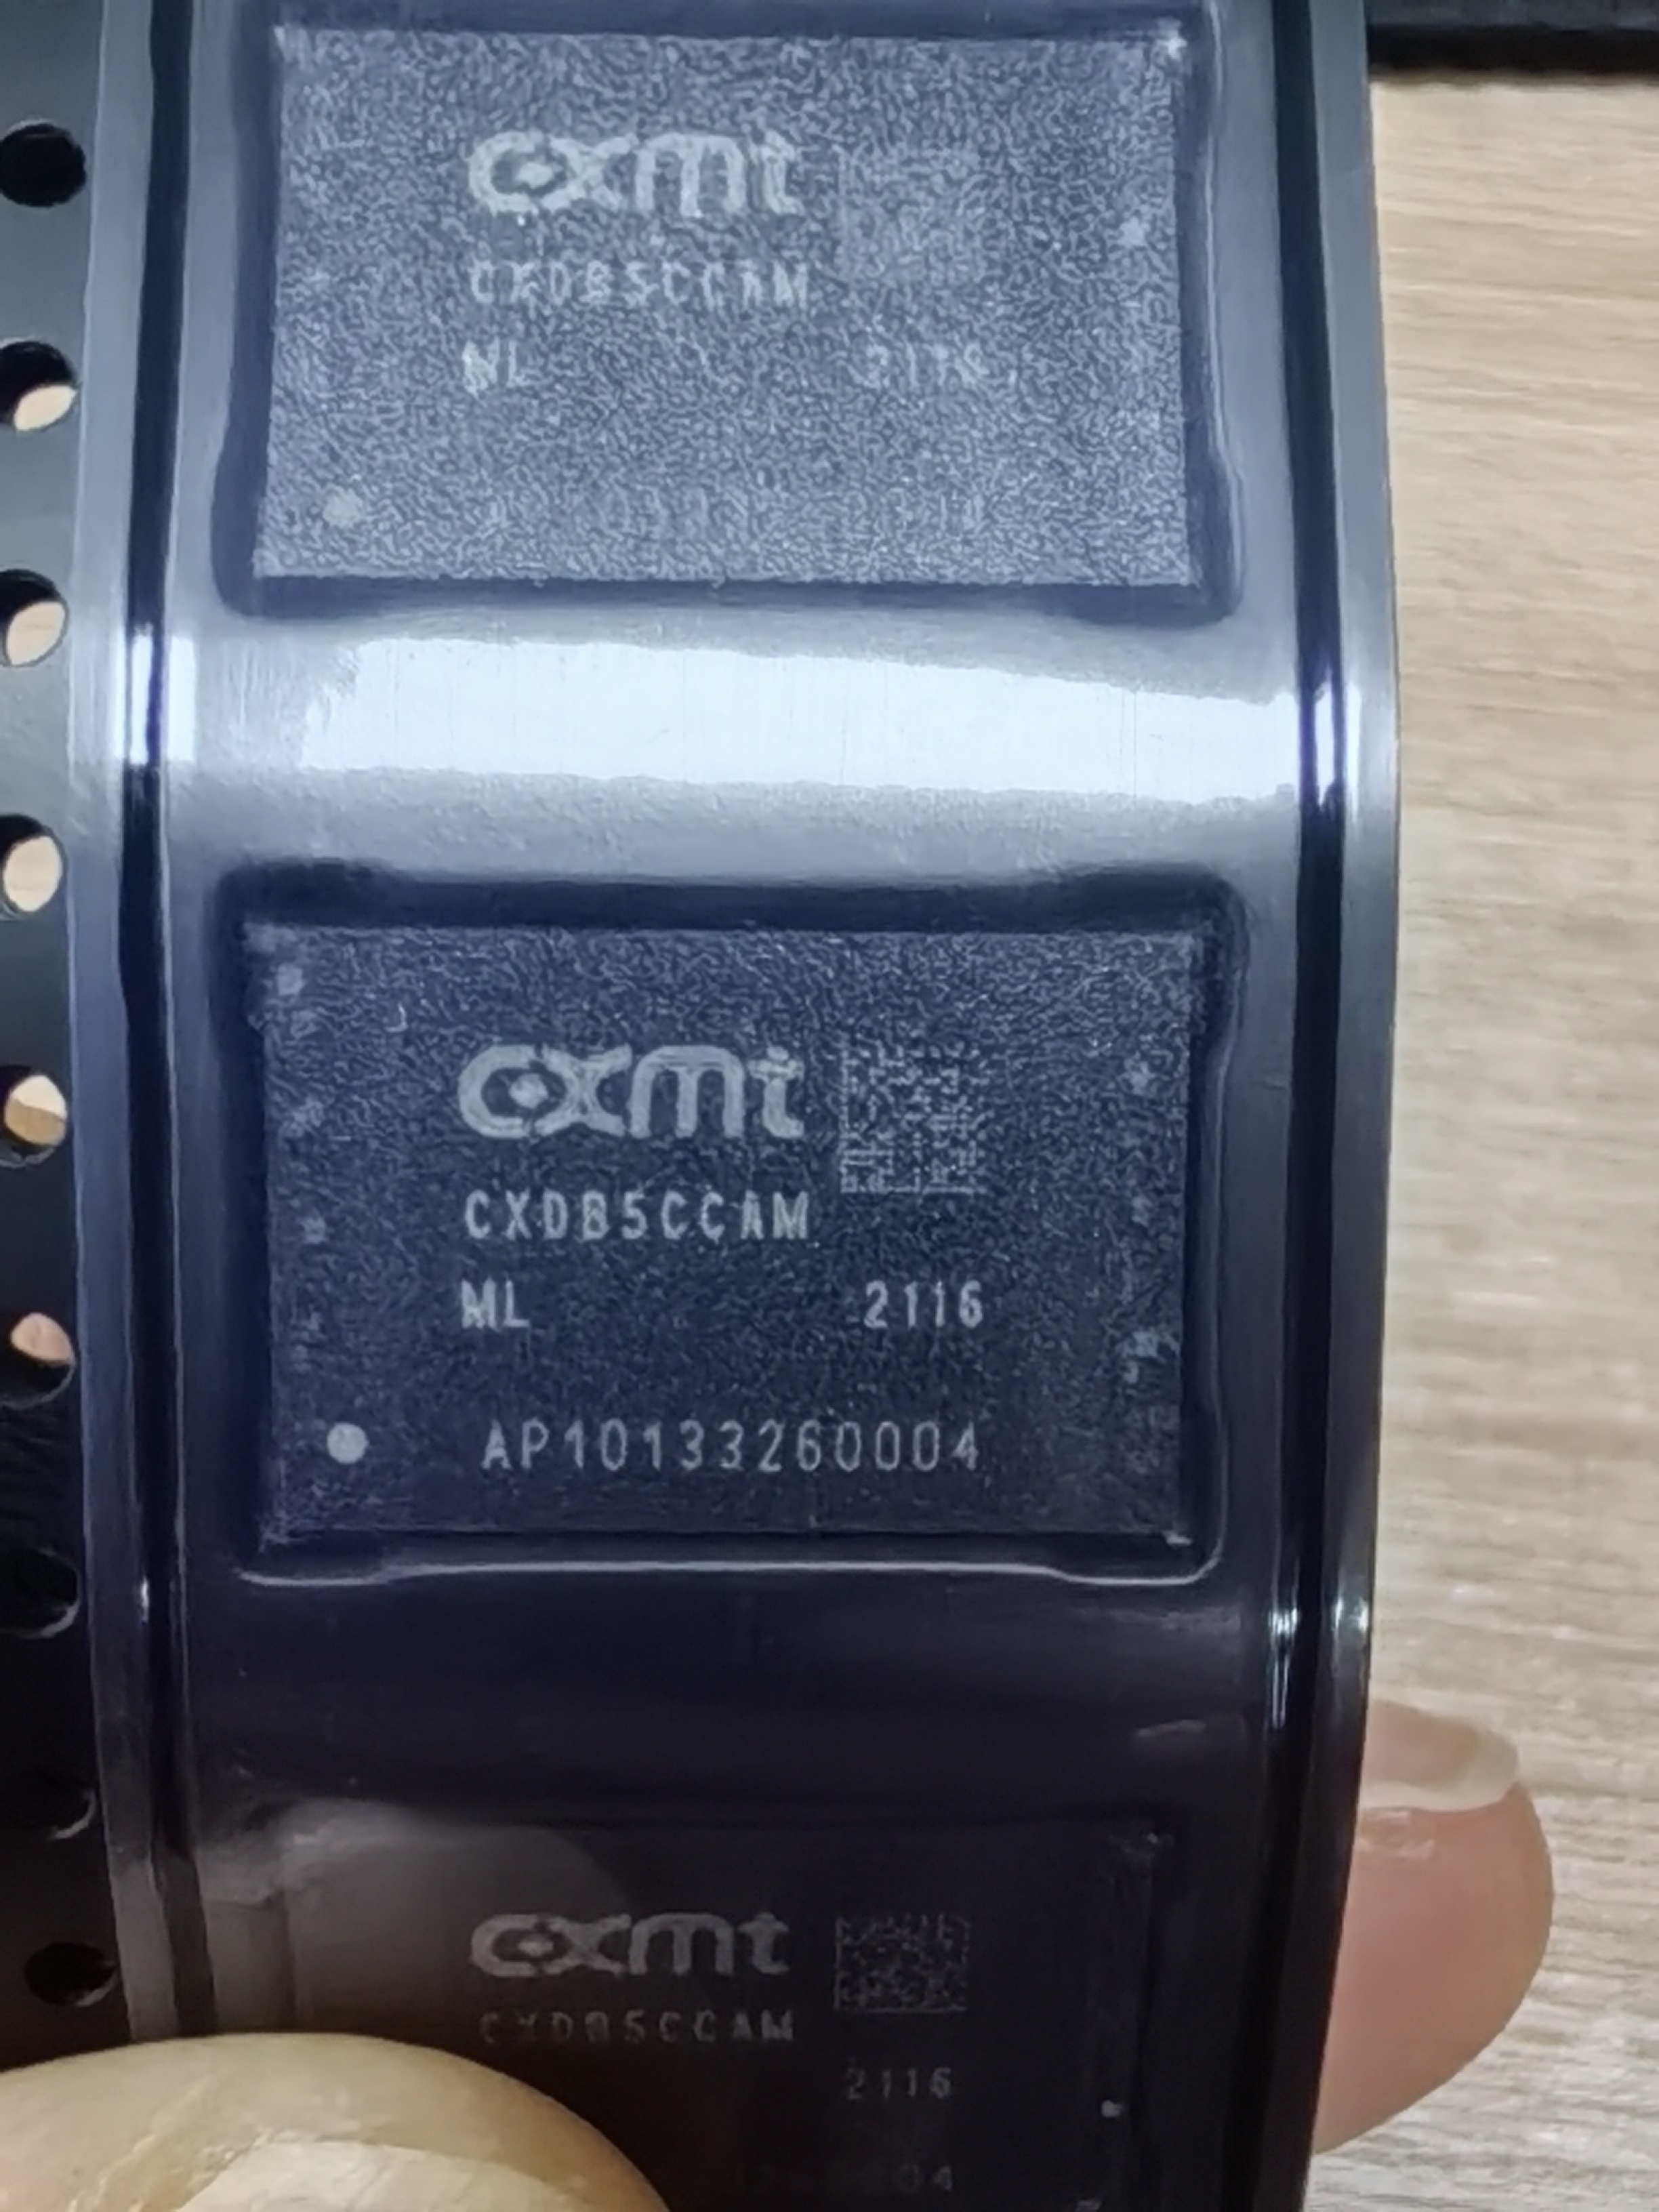 cxmt
CXDB5CCAM
ML 2116
cxmt
CXDB5CCAM
ML 2116
AP10133260004
cxmt
CXDB5CCAM
2116